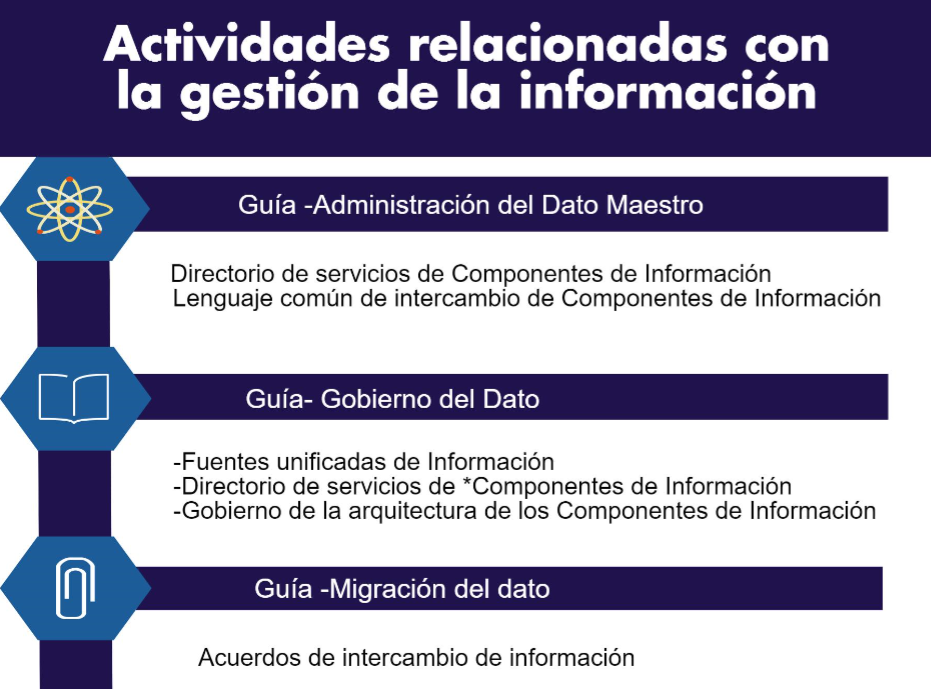 Actividades relacionadas con
la gestión de la información
Guía -Administración del Dato Maestro
Directorio de servicios de Componentes de Información
Lenguaje común de intercambio de Componentes de Información
Guía- Gobierno del Dato
-Fuentes unificadas de Información
-Directorio de servicios de *Componentes de Información
-Gobierno de la arquitectura de los Componentes de Información
Guía -Migración del dato
Acuerdos de intercambio de información